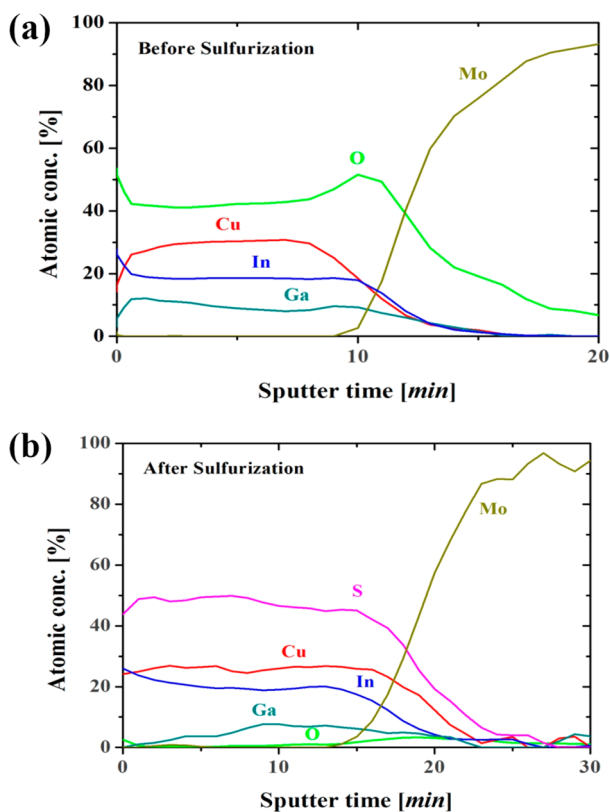 (a)
Before Sulfurization
Mo
O
Cu
In
Ga
Atomic conc. [%]
100
80
60
40
20
0
0 10 20
Sputter time [min]
(b)
After Sulfurization
Mo
S
Cu
In
Ga
O
Atomic conc. [%]
100
80
60
40
20
0
0 10 20 30
Sputter time [min]